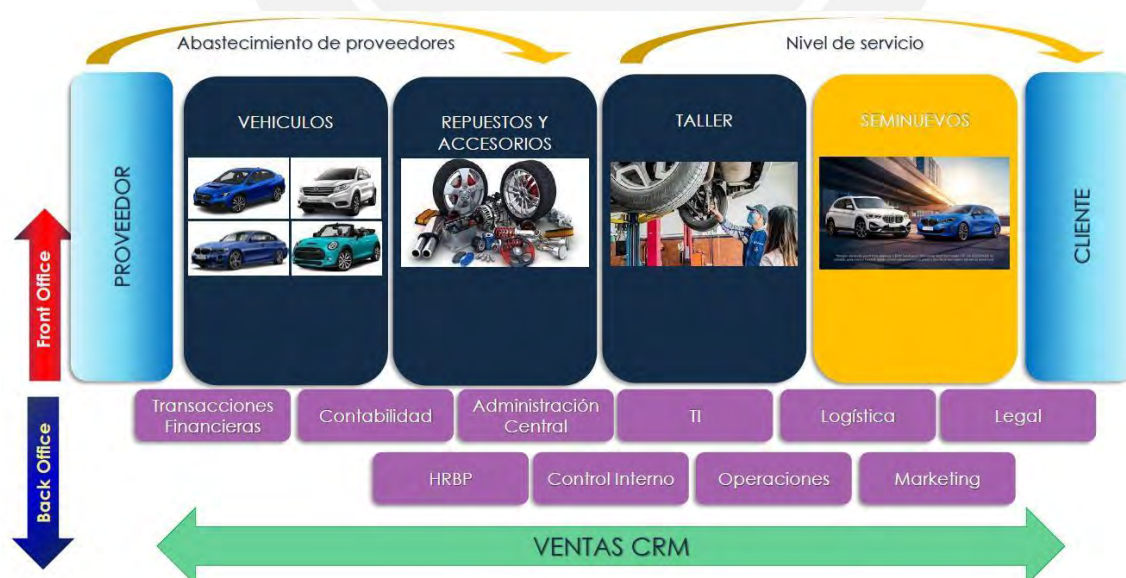 Abastecimiento de proveedores
Nivel de servicio
PROVEEDOR
VEHICULOS
REPUESTOS Y
ACCESORIOS
TALLER
SEMINUEVOS
CLIENTE
Front Office
Back Office
Transacciones
Financieras
Contabilidad
Administración
Central
TI
Logística
Legal
HRBP
Control Interno
Operaciones
Marketing
VENTAS CRM